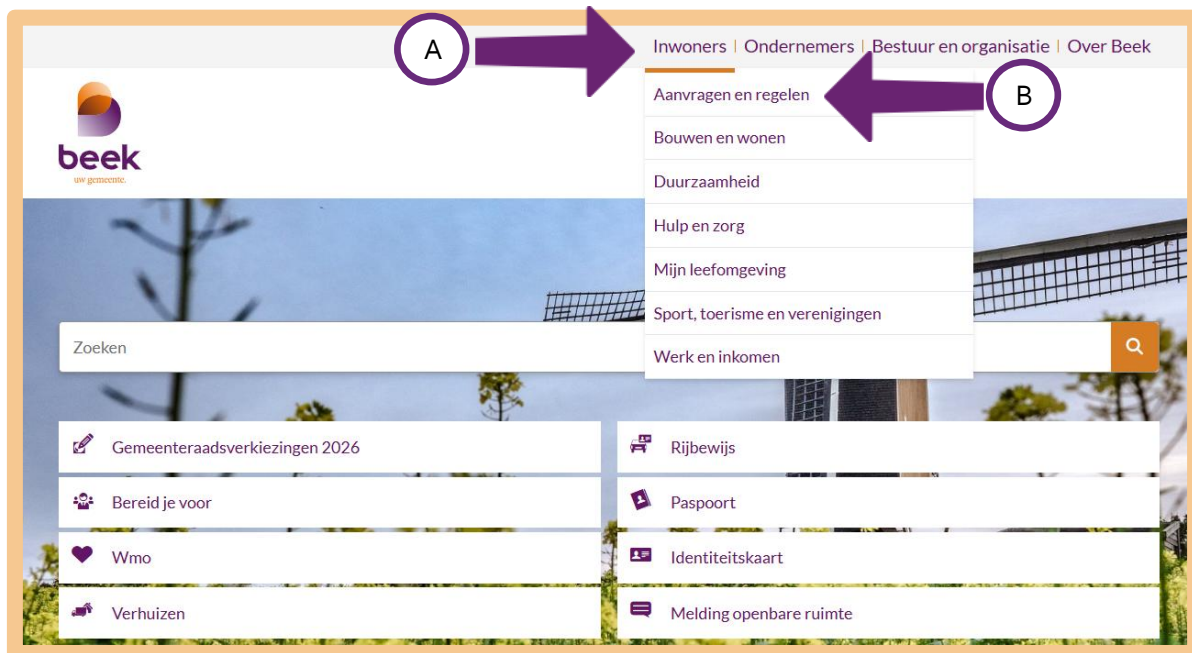 A
Inwoners | Ondernemers | Bestuur en organisatie | Over Beek
Aanvragen en regelen
B
Bouwen en wonen
beek
uw gemeente.
Duurzaamheid
Hulp en zorg
Mijn leefomgeving
Sport, toerisme en verenigingen
Zoeken
Werk en inkomen
Gemeenteraadsverkiezingen 2026
Rijbewijs
Bereid je voor
Paspoort
Wmo
Identiteitskaart
Verhuizen
Melding openbare ruimte